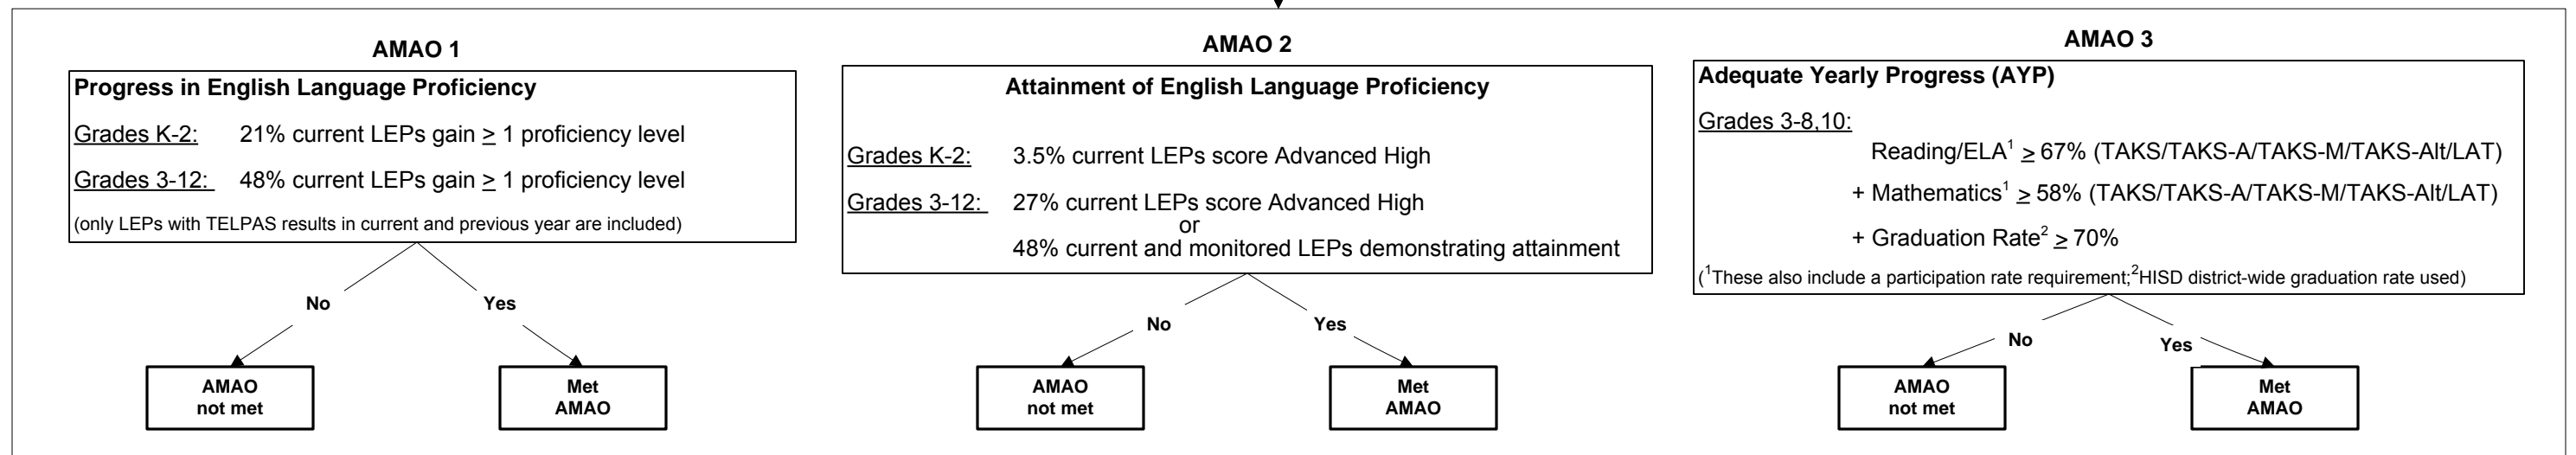 AMAO 1
Progress in English Language Proficiency
Grades K-2: 21% current LEPs gain ≥ 1 proficiency level
Grades 3-12: 48% current LEPs gain ≥ 1 proficiency level
(only LEPs with TELPAS results in current and previous year are included)
No
Yes
AMAO
not met
Met
AMAO
AMAO 2
Attainment of English Language Proficiency
Grades K-2: 3.5% current LEPs score Advanced High
Grades 3-12: 27% current LEPs score Advanced High
or
48% current and monitored LEPs demonstrating attainment
No
Yes
AMAO
not met
Met
AMAO
AMAO 3
Adequate Yearly Progress (AYP)
Grades 3-8,10:
Reading/ELA¹ ≥ 67% (TAKS/TAKS-A/TAKS-M/TAKS-Alt/LAT)
+ Mathematics¹ ≥ 58% (TAKS/TAKS-A/TAKS-M/TAKS-Alt/LAT)
+ Graduation Rate² ≥ 70%
(¹These also include a participation rate requirement;²HISD district-wide graduation rate used)
No
Yes
AMAO
not met
Met
AMAO